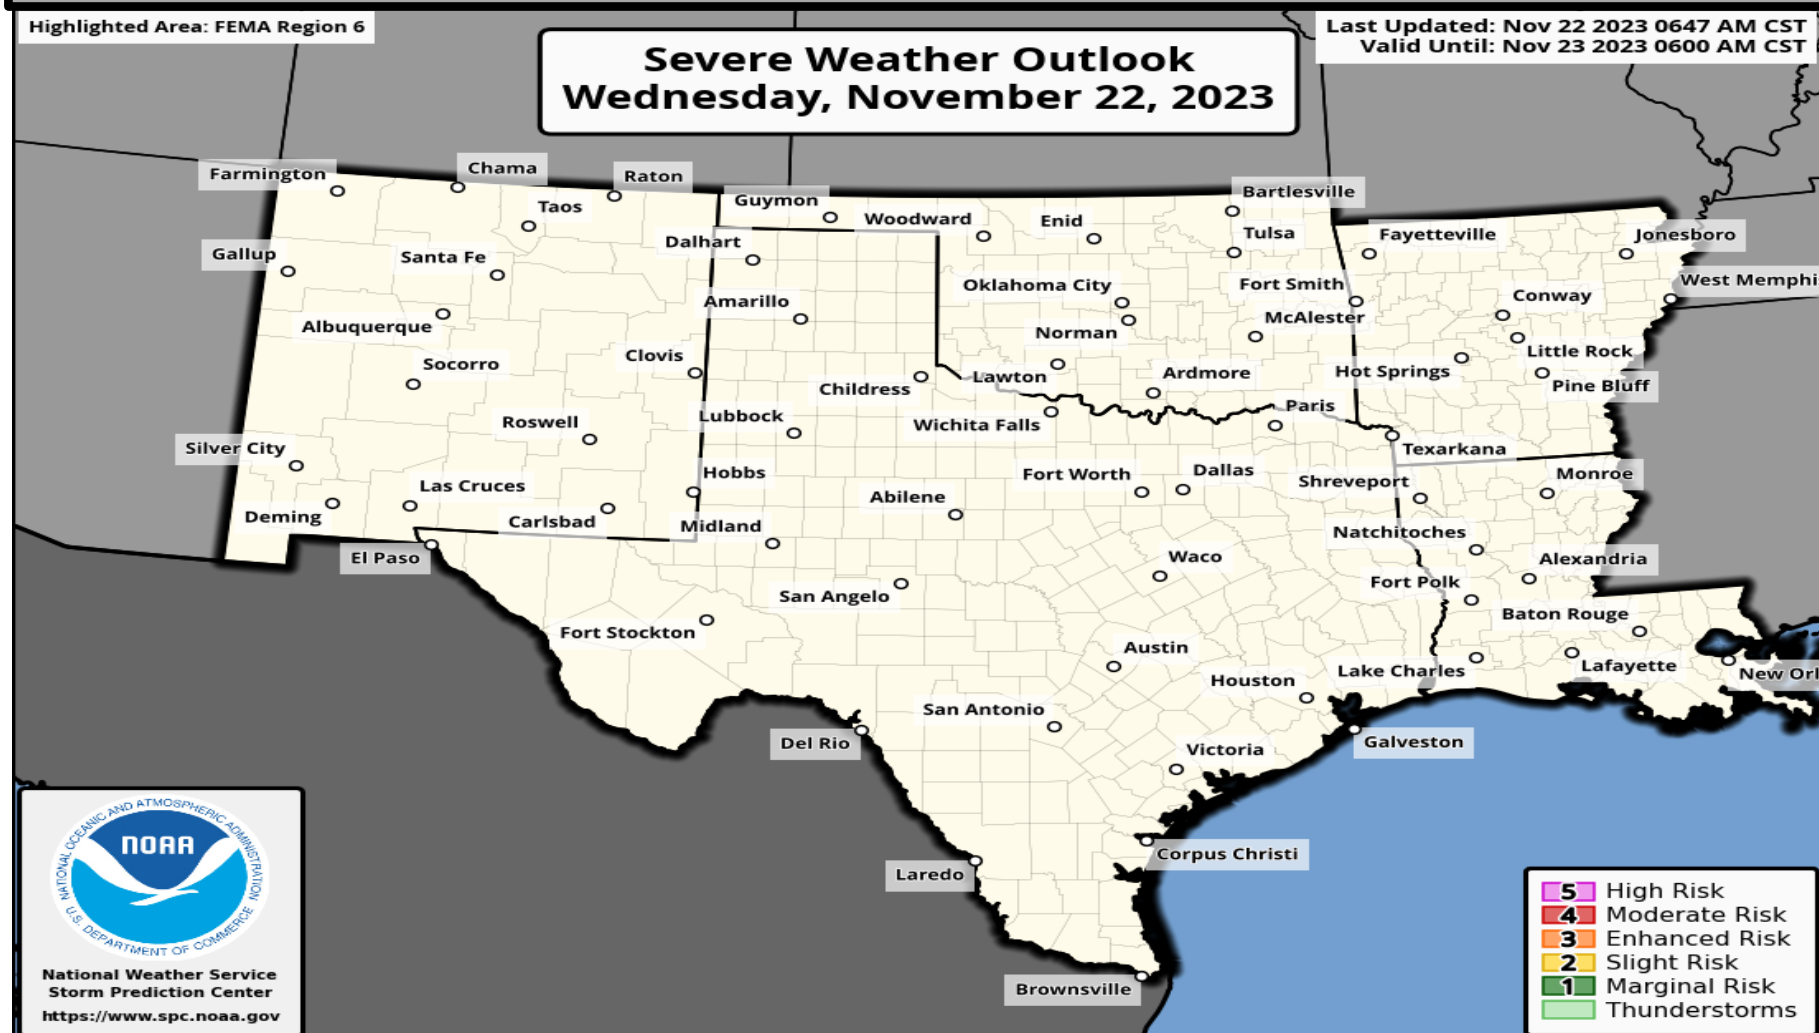 Highlighted Area: FEMA Region 6
Severe Weather Outlook
Wednesday, November 22, 2023
Last Updated: Nov 22 2023 0647 AM CST
Valid Until: Nov 23 2023 0600 AM CST
Farmington
Chama
Raton
Taos
Guymon
Woodward
Enid
Bartlesville
Gallup
Santa Fe
Dalhart
Tulsa
Fayetteville
Jonesboro
Albuquerque
Amarillo
Oklahoma City
Fort Smith
Conway
West Memphi
Norman
McAlester
Socorro
Clovis
Childress
Lawton
Ardmore
Hot Springs
Little Rock
Pine Bluff
Roswell
Lubbock
Wichita Falls
Paris
Silver City
Texarkana
Las Cruces
Hobbs
Abilene
Fort Worth
Dallas
Shreveport
Monroe
Deming
Carlsbad
Midland
Natchitoches
El Paso
Waco
Alexandria
San Angelo
Fort Polk
Fort Stockton
Baton Rouge
Austin
Houston
Lake Charles
Lafayette
New Orl
San Antonio
Del Rio
Victoria
Galveston
Corpus Christi
Laredo
Brownsville
NATIONAL OCEANIC AND ATMOSPHERIC ADMINISTRATION
NOAA
U.S. DEPARTMENT OF COMMERCE
National Weather Service
Storm Prediction Center
https://www.spc.noaa.gov
5 High Risk
4 Moderate Risk
3 Enhanced Risk
2 Slight Risk
1 Marginal Risk
Thunderstorms